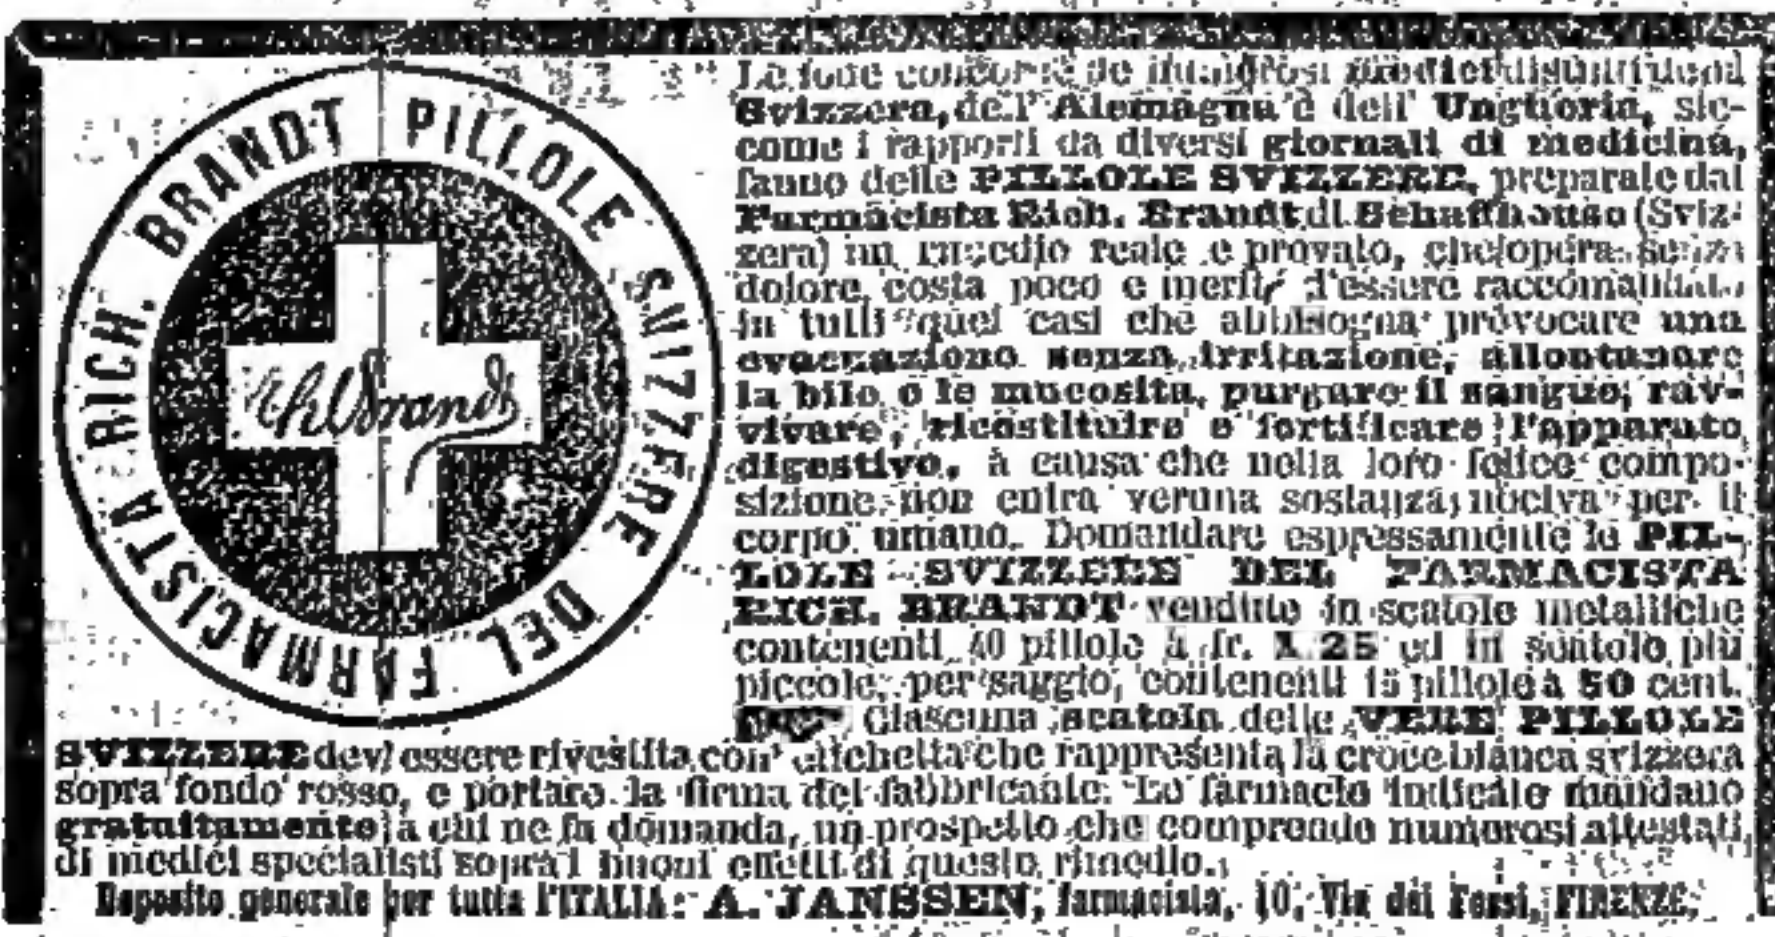 PILLOLE SVIZZERE DEL FARMACISTA RICH. BRANDT
RchBrandt
Le lodi concordi de numerosi medici distinti
Svizzera, dell' Alemagna e dell' Ungheria, sic-
come i rapporti da diversi giornali di medicina,
fanno delle PILLOLE SVIZZERE, preparate dal
Farmacista Rich. Brandt di Schaffhouse (Sviz-
zera) un rimedio reale e provato, che opera senza
dolore, costa poco e merita d'essere raccomandato
in tutti quei casi che abbisogna provocare una
evacuazione senza irritazione, allontanare
la bile e le mucosita, purgare il sangue, rav-
vivare, ricostituire e fortificare l'apparato
digestivo, à causa che nella loro felice compo-
sizione non entra veruna sostanza nociva per il
corpo umano. Domandare espressamente le PIL-
LOLE SVIZZERE DEL FARMACISTA
RICH. BRANDT vendute in scatole metalliche
contenenti 40 pillole à fr. 1.25 ed in scatole più
piccole, per saggio, contenenti 15 pillole à 50 cent.
Ciascuna scatola delle VERE PILLOLE
SVIZZERE dev' essere rivestita con etichetta che rappresenta la croce bianca svizzera
sopra fondo rosso, e portare la firma del fabbricante. Le farmacie indicate mandano
gratuitamente à chi ne fa domanda, un prospetto che comprende numerosi attestati
di medici specialisti sopra i buoni effetti di questo rimedio.
Deposito generale per tutta l'ITALIA: A. JANSSEN, farmacista, 10, Via dei Fossi, FIRENZE.